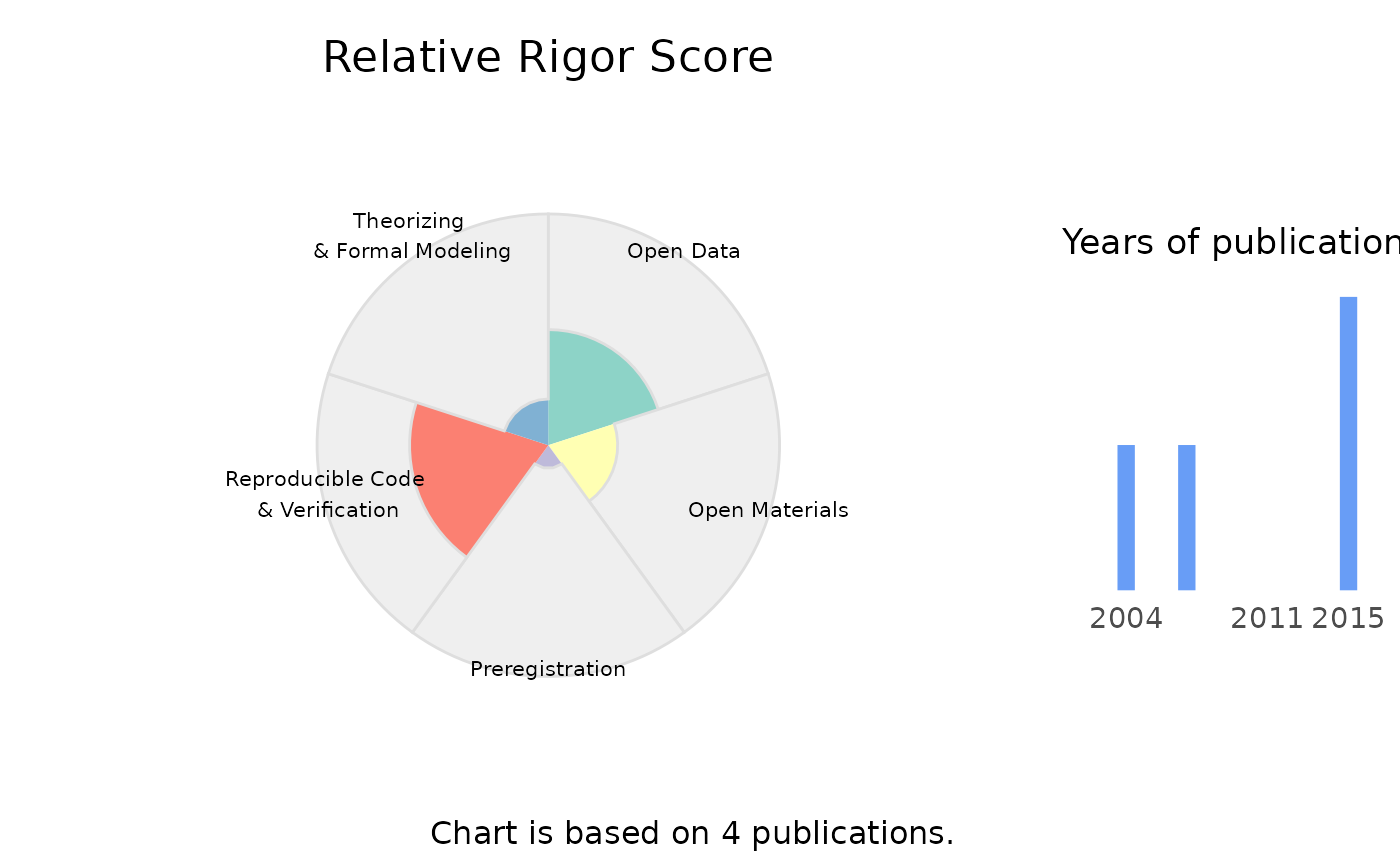 Relative Rigor Score
Theorizing
& Formal Modeling
Open Data
Reproducible Code
& Verification
Open Materials
Preregistration
Years of publication
2004 2011 2015
Chart is based on 4 publications.